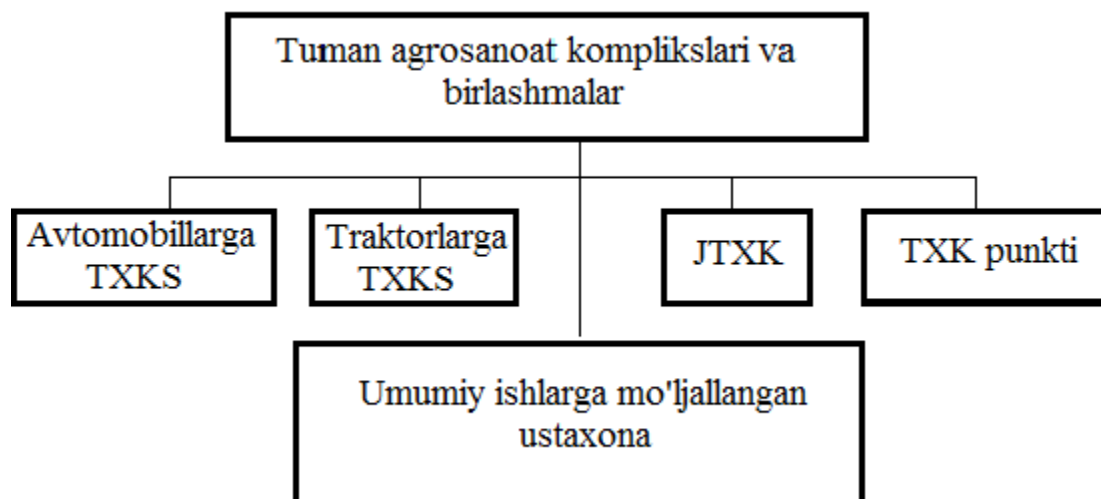 Tuman agrosanoat komplikslari va
birlashmalar
Avtomobillarga
TXKS
Traktorlarga
TXKS
JTXK
TXK punkti
Umumiy ishlarga mo'ljallangan
ustaxona